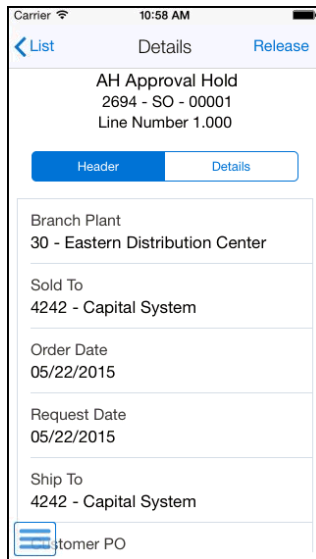 Carrier 10:58 AM
List Details Release
AH Approval Hold
2694 - SO - 00001
Line Number 1.000
Header Details
Branch Plant
30 - Eastern Distribution Center
Sold To
4242 - Capital System
Order Date
05/22/2015
Request Date
05/22/2015
Ship To
4242 - Capital System
Customer PO